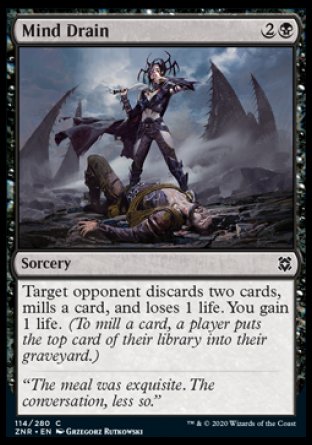 Mind Drain 2
Sorcery
Target opponent discards two cards,
mills a card, and loses 1 life. You gain
1 life. (To mill a card, a player puts
the top card of their library into their
graveyard.)
"The meal was exquisite. The
conversation, less so."
114/280 C
ZNR • EN Grzegorz Rutkowski
™ & © 2020 Wizards of the Coast